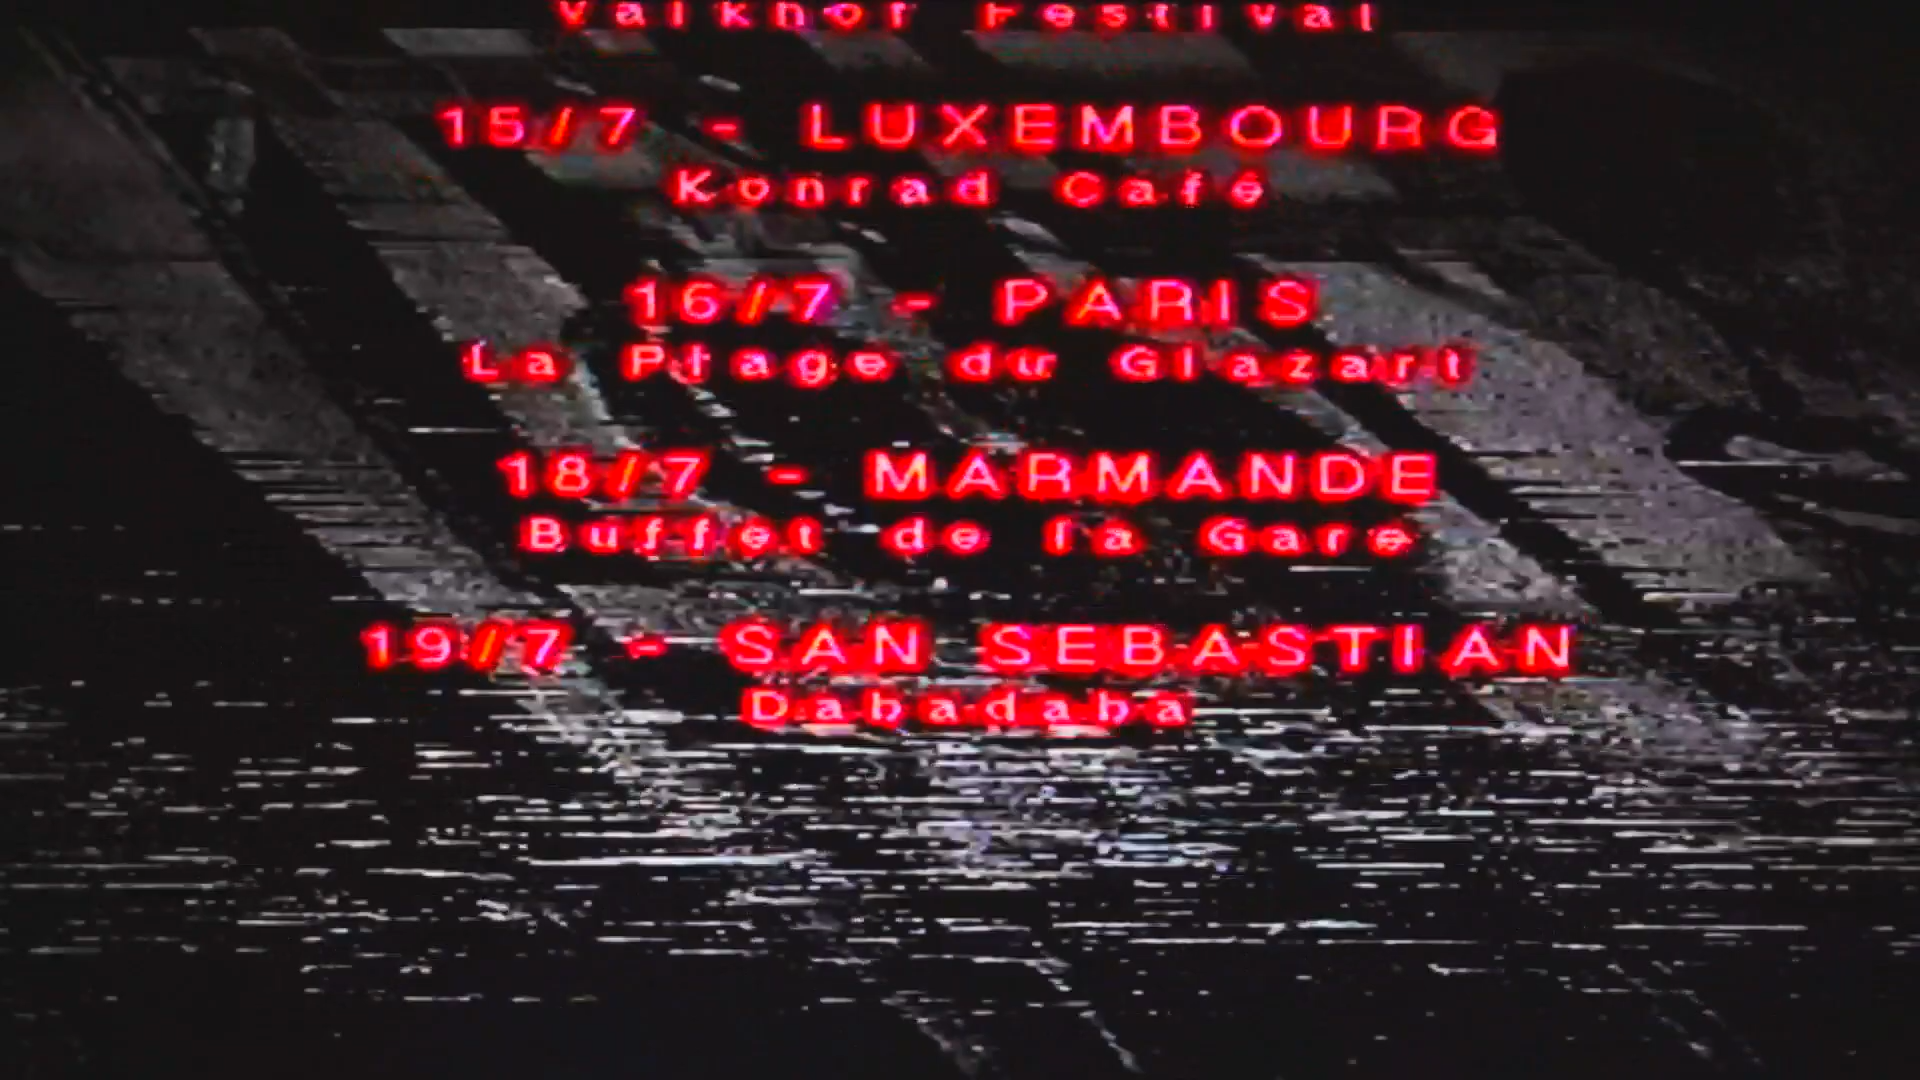 Valkhof Festival
15/7 - LUXEMBOURG
Konrad Café
16/7 - PARIS
La Plage du Glazart
18/7 - MARMANDE
Buffet de la Gare
19/7 - SAN SEBASTIAN
Dabadaba